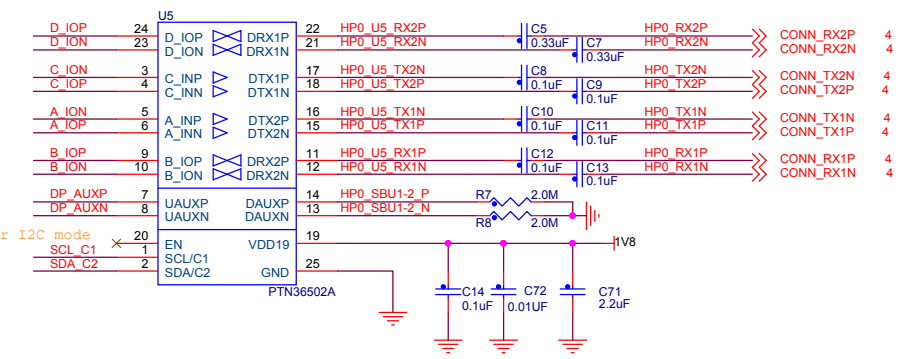 U5
D_IOP 24 D_IOP DRX1P 22 HP0_U5_RX2P C5 HP0_RX2P CONN_RX2P 4
D_ION 23 D_ION DRX1N 21 HP0_U5_RX2N 0.33uF C7 HP0_RX2N CONN_RX2N 4
0.33uF
C_ION 3 C_INP DTX1P 17 HP0_U5_TX2N C8 HP0_TX2N CONN_TX2N 4
C_IOP 4 C_INN DTX1N 18 HP0_U5_TX2P 0.1uF C9 HP0_TX2P CONN_TX2P 4
0.1uF
A_ION 5 A_INP DTX2P 16 HP0_U5_TX1N C10 HP0_TX1N CONN_TX1N 4
A_IOP 6 A_INN DTX2N 15 HP0_U5_TX1P 0.1uF C11 HP0_TX1P CONN_TX1P 4
0.1uF
B_IOP 9 B_IOP DRX2P 11 HP0_U5_RX1P C12 HP0_RX1P CONN_RX1P 4
B_ION 10 B_ION DRX2N 12 HP0_U5_RX1N 0.1uF C13 HP0_RX1N CONN_RX1N 4
0.1uF
DP_AUXP 7 UAUXP DAUXP 14 HP0_SBU1-2_P R7 2.0M
DP_AUXN 8 UAUXN DAUXN 13 HP0_SBU1-2_N R8 2.0M
r I2C mode 20 EN VDD19 19 1V8
SCL_C1 1 SCL/C1
SDA_C2 2 SDA/C2 GND 25
PTN36502A
C14 C72 C71
0.1uF 0.01UF 2.2uF